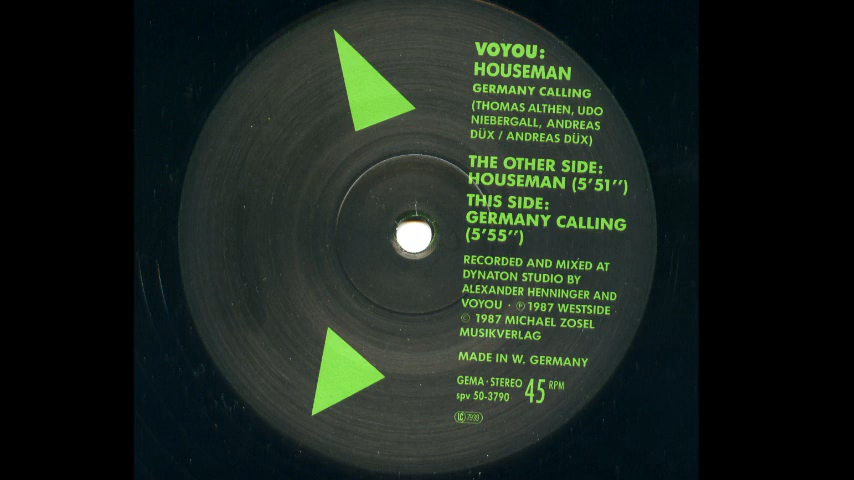 VOYOU:
HOUSEMAN
GERMANY CALLING
(THOMAS ALTHEN, UDO
NIEBERGALL, ANDREAS
DÜX / ANDREAS DÜX)
THE OTHER SIDE:
HOUSEMAN (5'51'')
THIS SIDE:
GERMANY CALLING
(5'55'')
RECORDED AND MIXED AT
DYNATON STUDIO BY
ALEXANDER HENNINGER AND
VOYOU · ℗ 1987 WESTSIDE
© 1987 MICHAEL ZOSEL
MUSIKVERLAG
MADE IN W. GERMANY
GEMA · STEREO 45 RPM
spv 50-3790
LC 7939